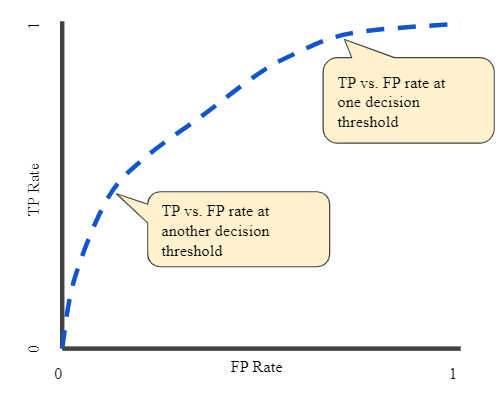 1
TP vs. FP rate at
one decision
threshold
TP Rate
TP vs. FP rate at
another decision
threshold
0
0
FP Rate
1